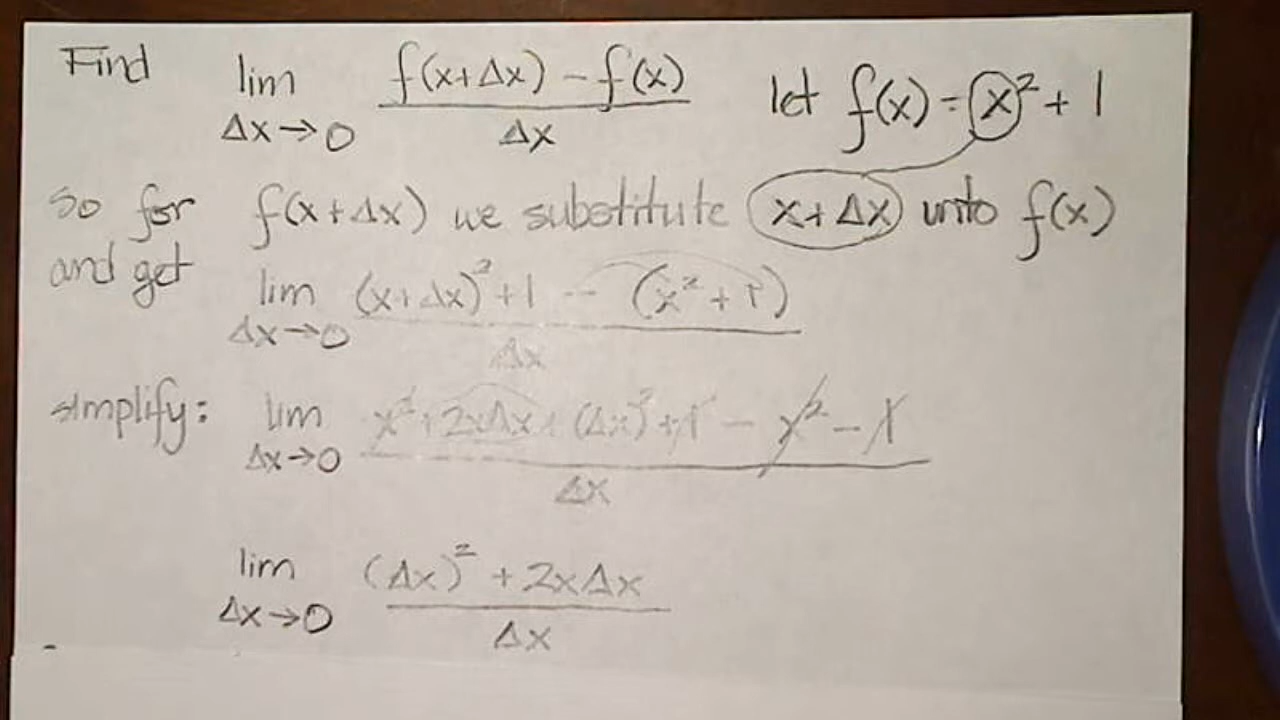 Find lim Δx→0 f(x+Δx) - f(x) / Δx let f(x) = x² + 1
So for f(x+Δx) we substitute x+Δx into f(x)
and get lim Δx→0 (x+Δx)² + 1 - (x² + 1) / Δx
simplify: lim Δx→0 x² + 2xΔx + (Δx)² + 1 - x² - 1 / Δx
lim Δx→0 (Δx)² + 2xΔx / Δx